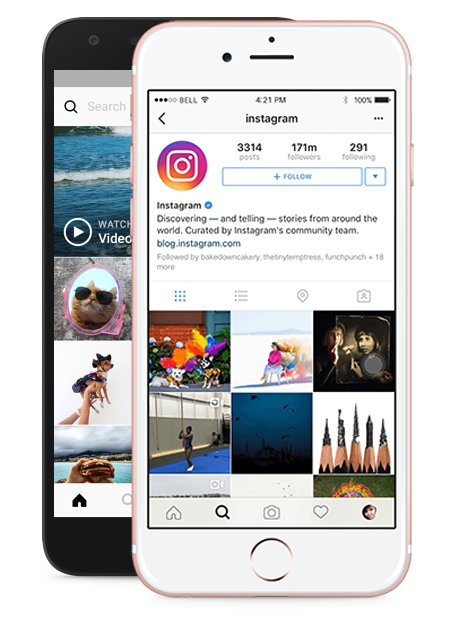 Search
WATCH
Video
BELL
4:21 PM
100%
instagram
3314
posts
171m
followers
291
following
+ FOLLOW
Instagram
Discovering — and telling — stories from around the
world. Curated by Instagram's community team.
blog.instagram.com
Followed by bakedowncakery, thetinytemptress, funchpunch + 18
more